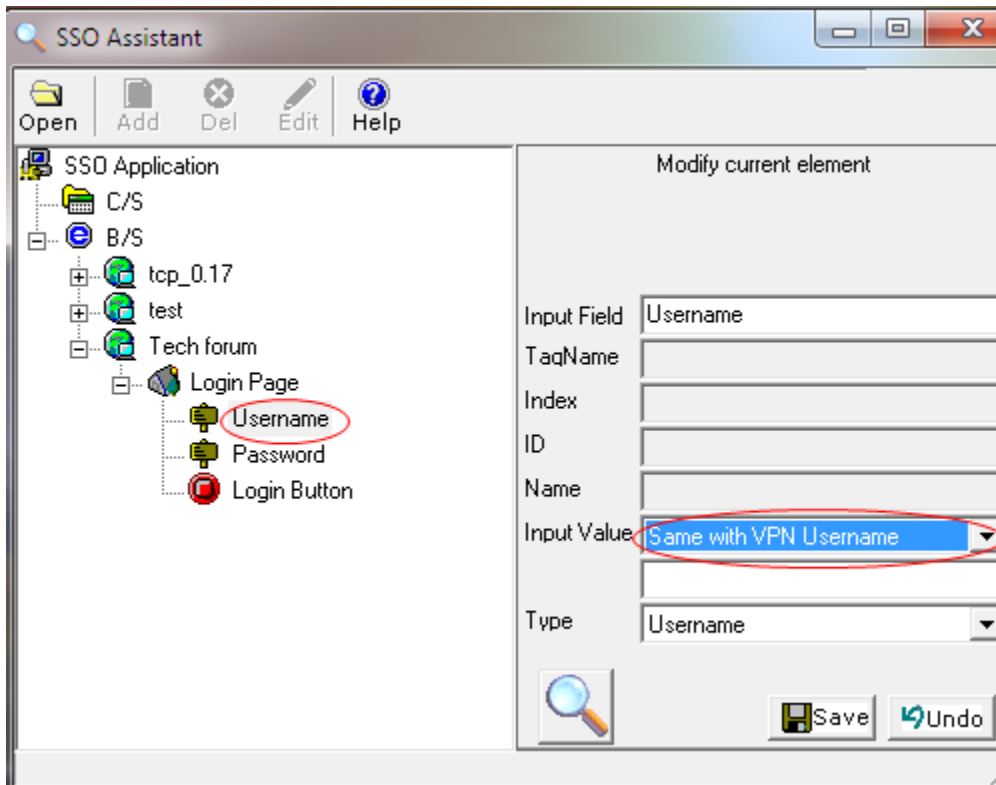 SSO Assistant
Open Add Del Edit Help
SSO Application
C/S
B/S
tcp_0.17
test
Tech forum
Login Page
Username
Password
Login Button
Modify current element
Input Field Username
TagName
Index
ID
Name
Input Value Same with VPN Username
Type Username
Save Undo